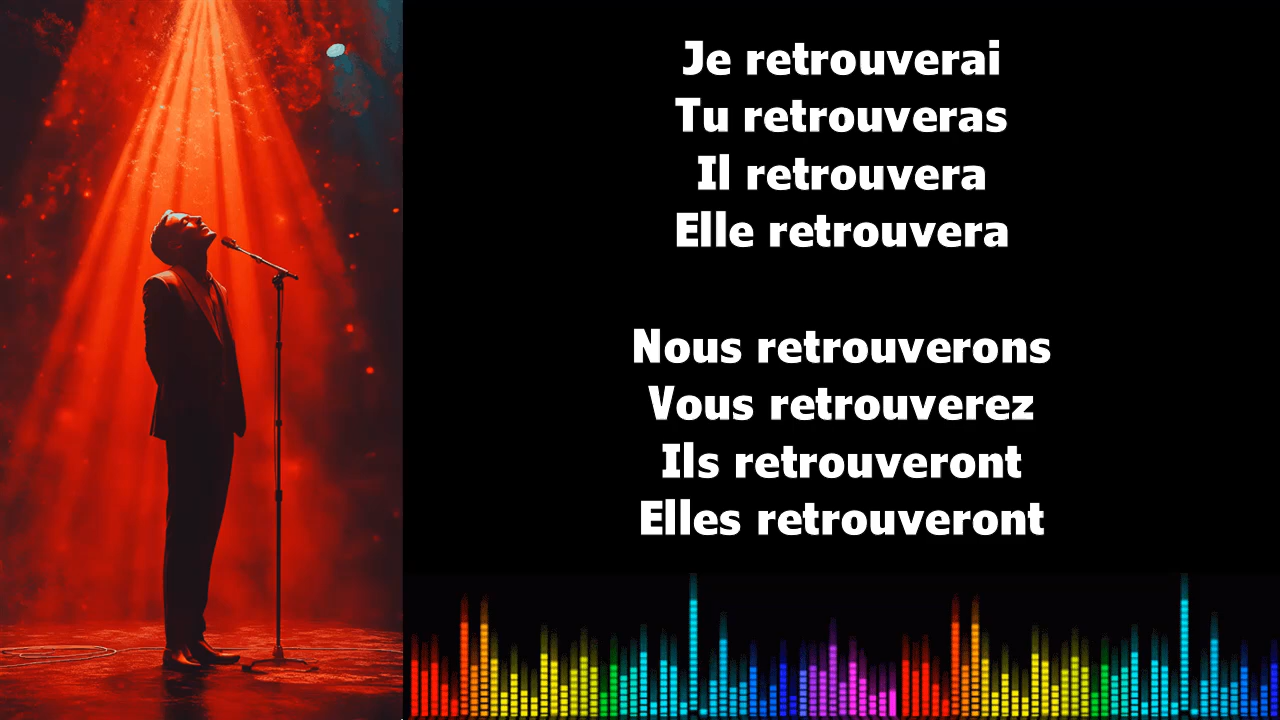 Je retrouverai
Tu retrouveras
Il retrouvera
Elle retrouvera
Nous retrouverons
Vous retrouverez
Ils retrouveront
Elles retrouveront